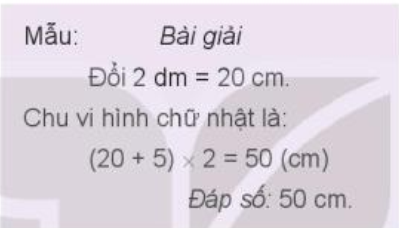 Mẫu: Bài giải
Đổi 2 dm = 20 cm.
Chu vi hình chữ nhật là:
(20 + 5) × 2 = 50 (cm)
Đáp số: 50 cm.